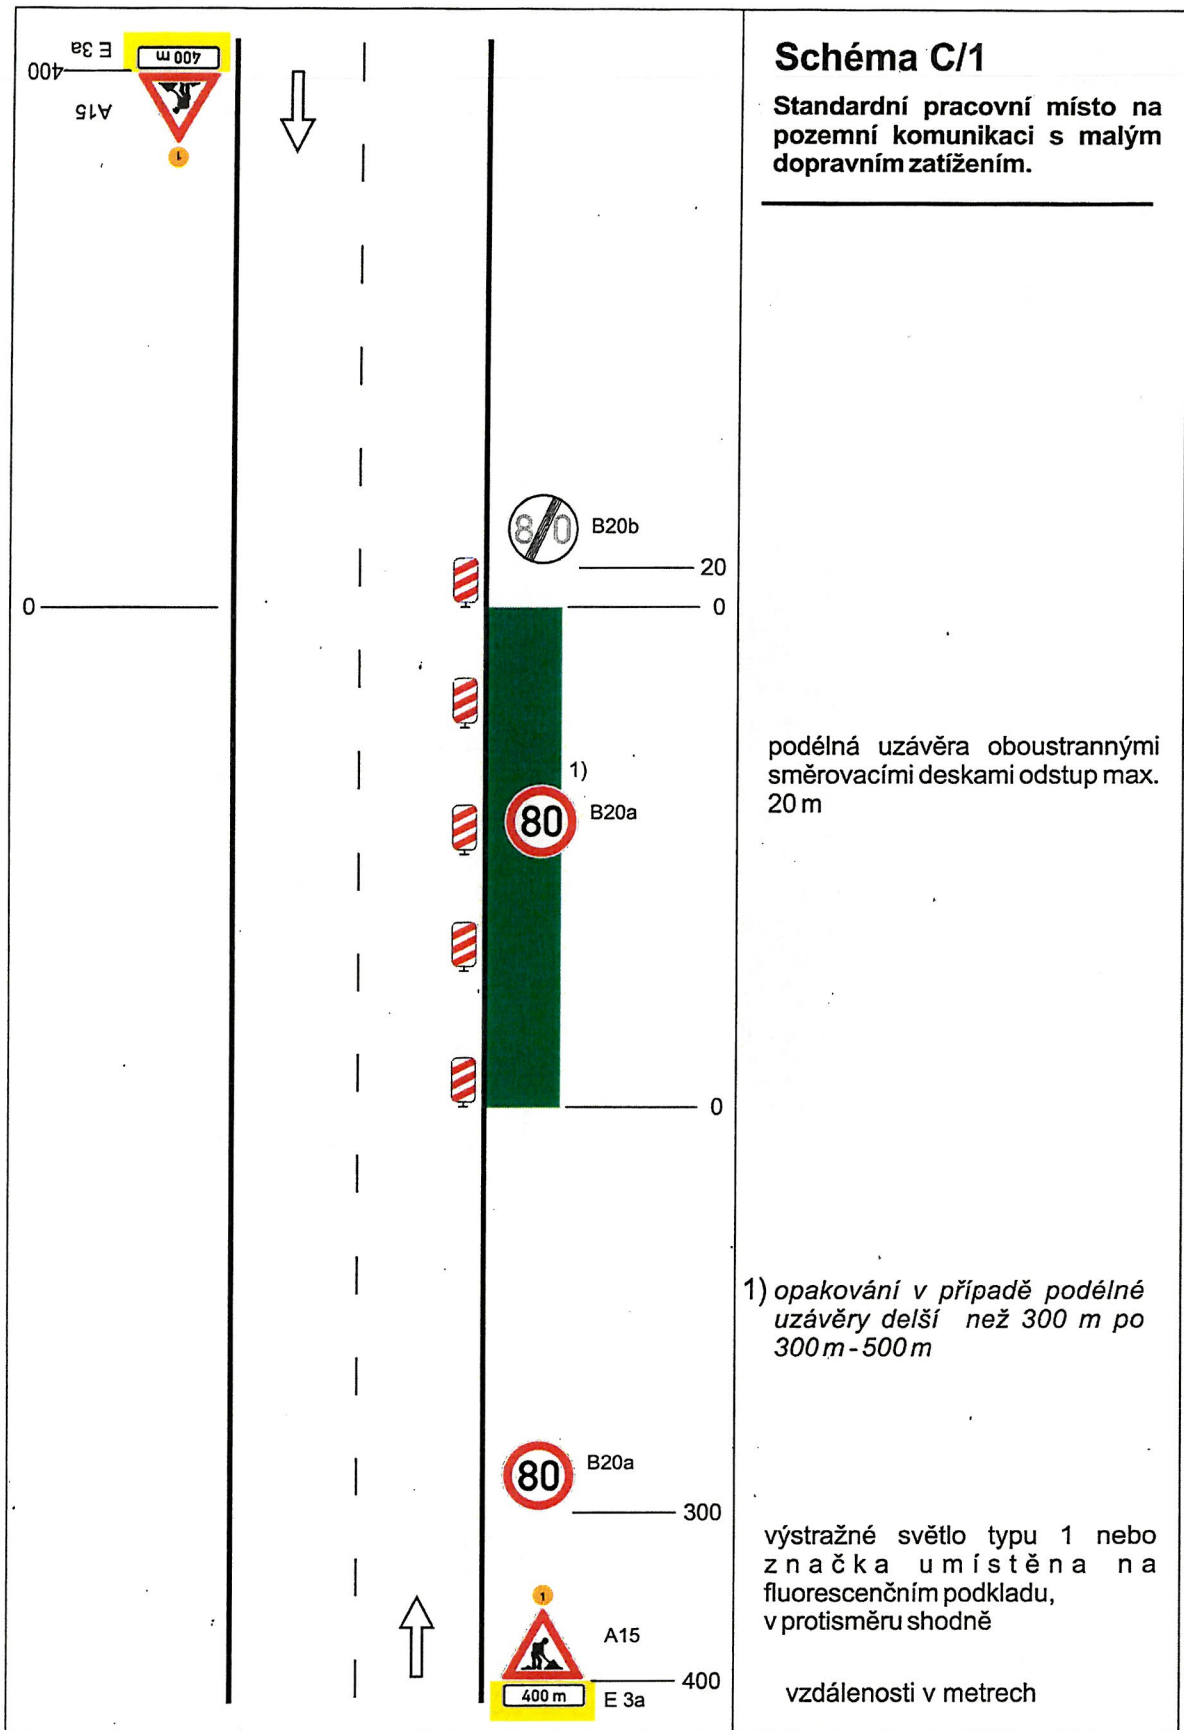 Schéma C/1
Standardní pracovní místo na
pozemní komunikaci s malým
dopravním zatížením.
E 3a
400 m
400
A15
1
80
B20b
20
0
0
podélná uzávěra oboustrannými
směrovacími deskami odstup max.
20 m
1)
80
B20a
0
1) opakování v případě podélné
uzávěry delší než 300 m po
300 m - 500 m
80
B20a
300
výstražné světlo typu 1 nebo
značka umístěna na
fluorescenčním podkladu,
v protisměru shodně
1
A15
400
400 m
E 3a
vzdálenosti v metrech